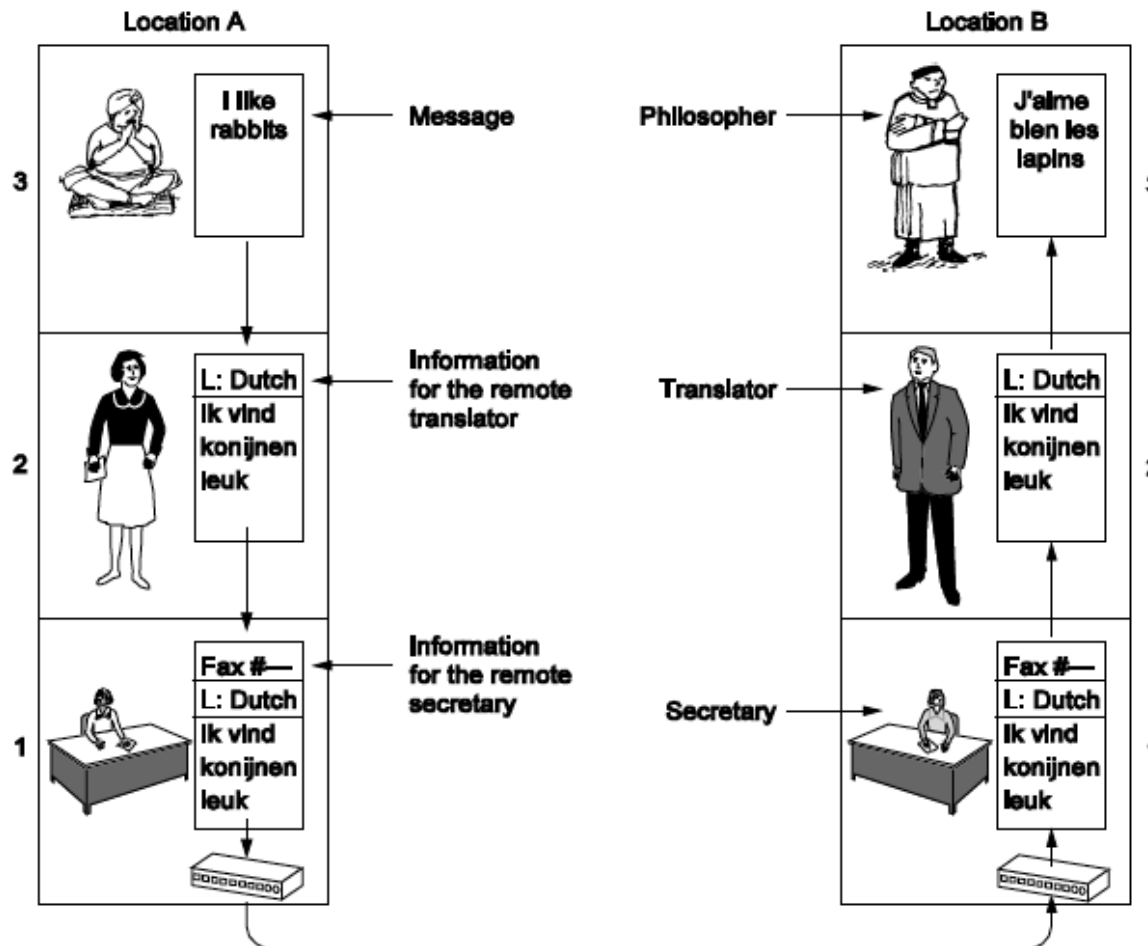 Location A
Location B
I like
rabbits
Message
Philosopher
J'aime
bien les
lapins
3
L: Dutch
Ik vind
konijnen
leuk
Information
for the remote
translator
Translator
L: Dutch
Ik vind
konijnen
leuk
2
Fax #—
L: Dutch
Ik vind
konijnen
leuk
Information
for the remote
secretary
Secretary
Fax #—
L: Dutch
Ik vind
konijnen
leuk
1